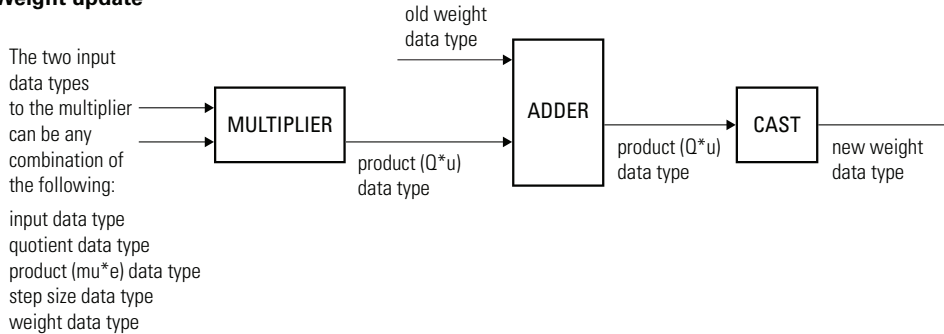 Weight update
old weight
data type
The two input
data types
to the multiplier
can be any
combination of
the following:
input data type
quotient data type
product (mu*e) data type
step size data type
weight data type
MULTIPLIER
product (Q*u)
data type
ADDER
product (Q*u)
data type
CAST
new weight
data type